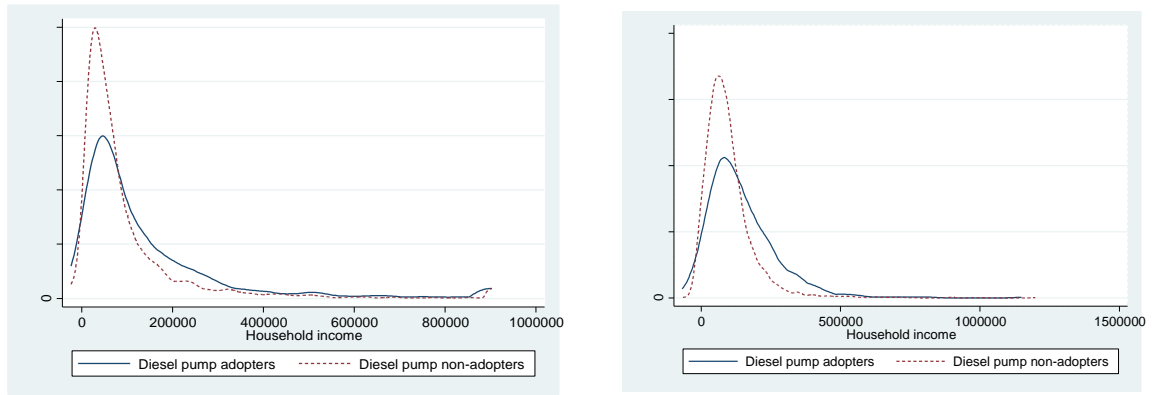 0
0 200000 400000 600000 800000 1000000
Household income
Diesel pump adopters Diesel pump non-adopters
0
0 500000 1000000 1500000
Household income
Diesel pump adopters Diesel pump non-adopters